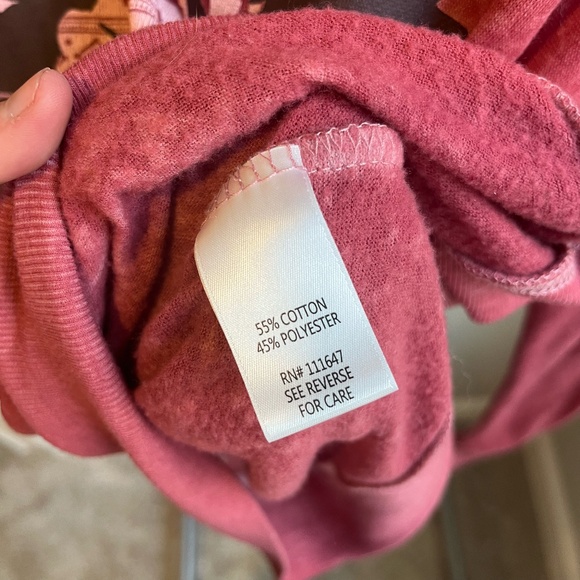 55% COTTON
45% POLYESTER
RN# 111647
SEE REVERSE
FOR CARE